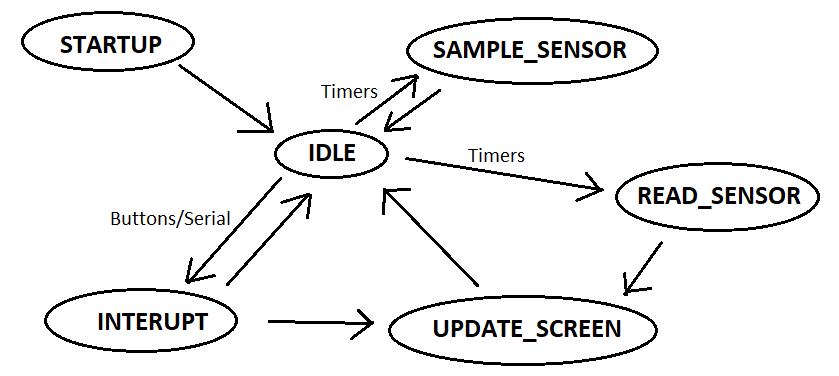 STARTUP
SAMPLE_SENSOR
Timers
IDLE
Timers
READ_SENSOR
Buttons/Serial
INTERUPT
UPDATE_SCREEN